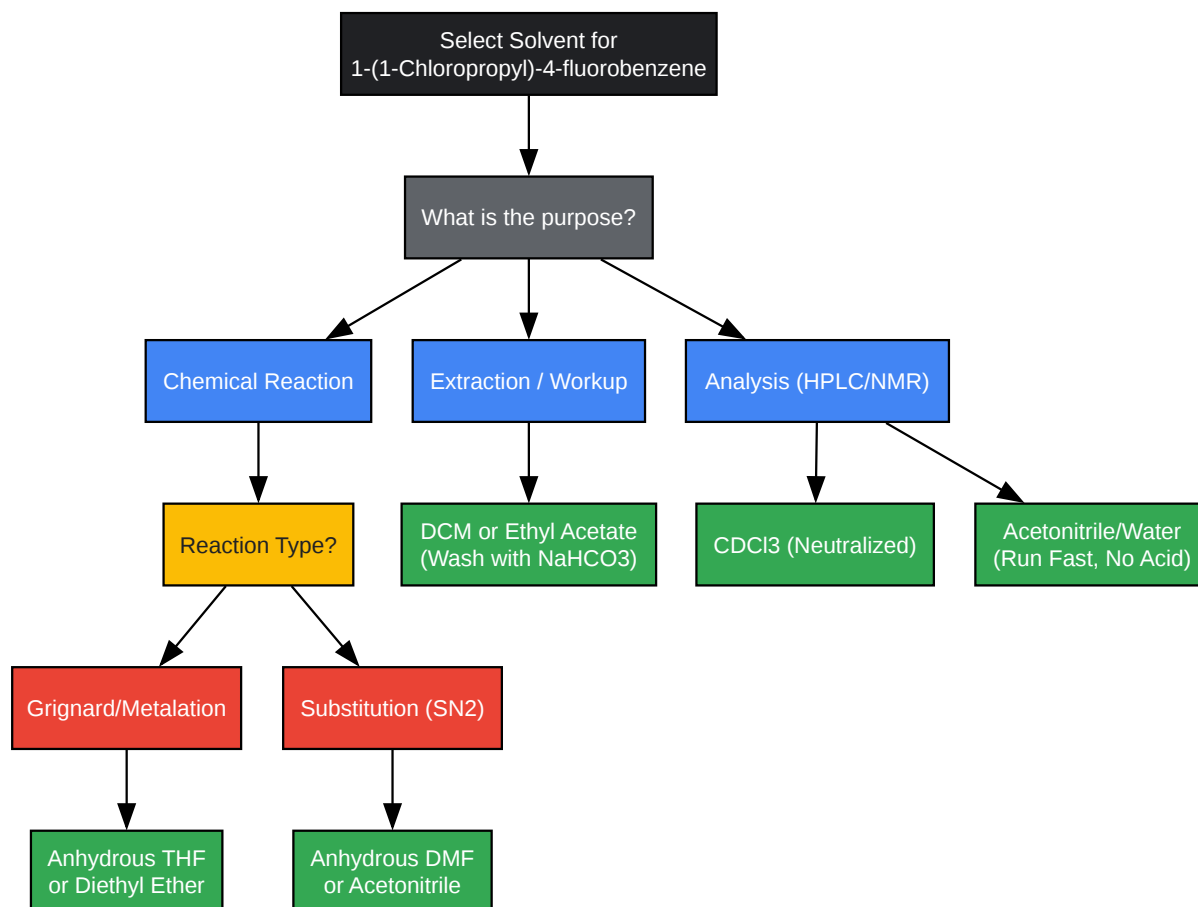 Select Solvent for
1-(1-Chloropropyl)-4-fluorobenzene
What is the purpose?
Chemical Reaction
Extraction / Workup
Analysis (HPLC/NMR)
Reaction Type?
DCM or Ethyl Acetate
(Wash with NaHCO3)
CDCl3 (Neutralized)
Acetonitrile/Water
(Run Fast, No Acid)
Grignard/Metalation
Substitution (SN2)
Anhydrous THF
or Diethyl Ether
Anhydrous DMF
or Acetonitrile